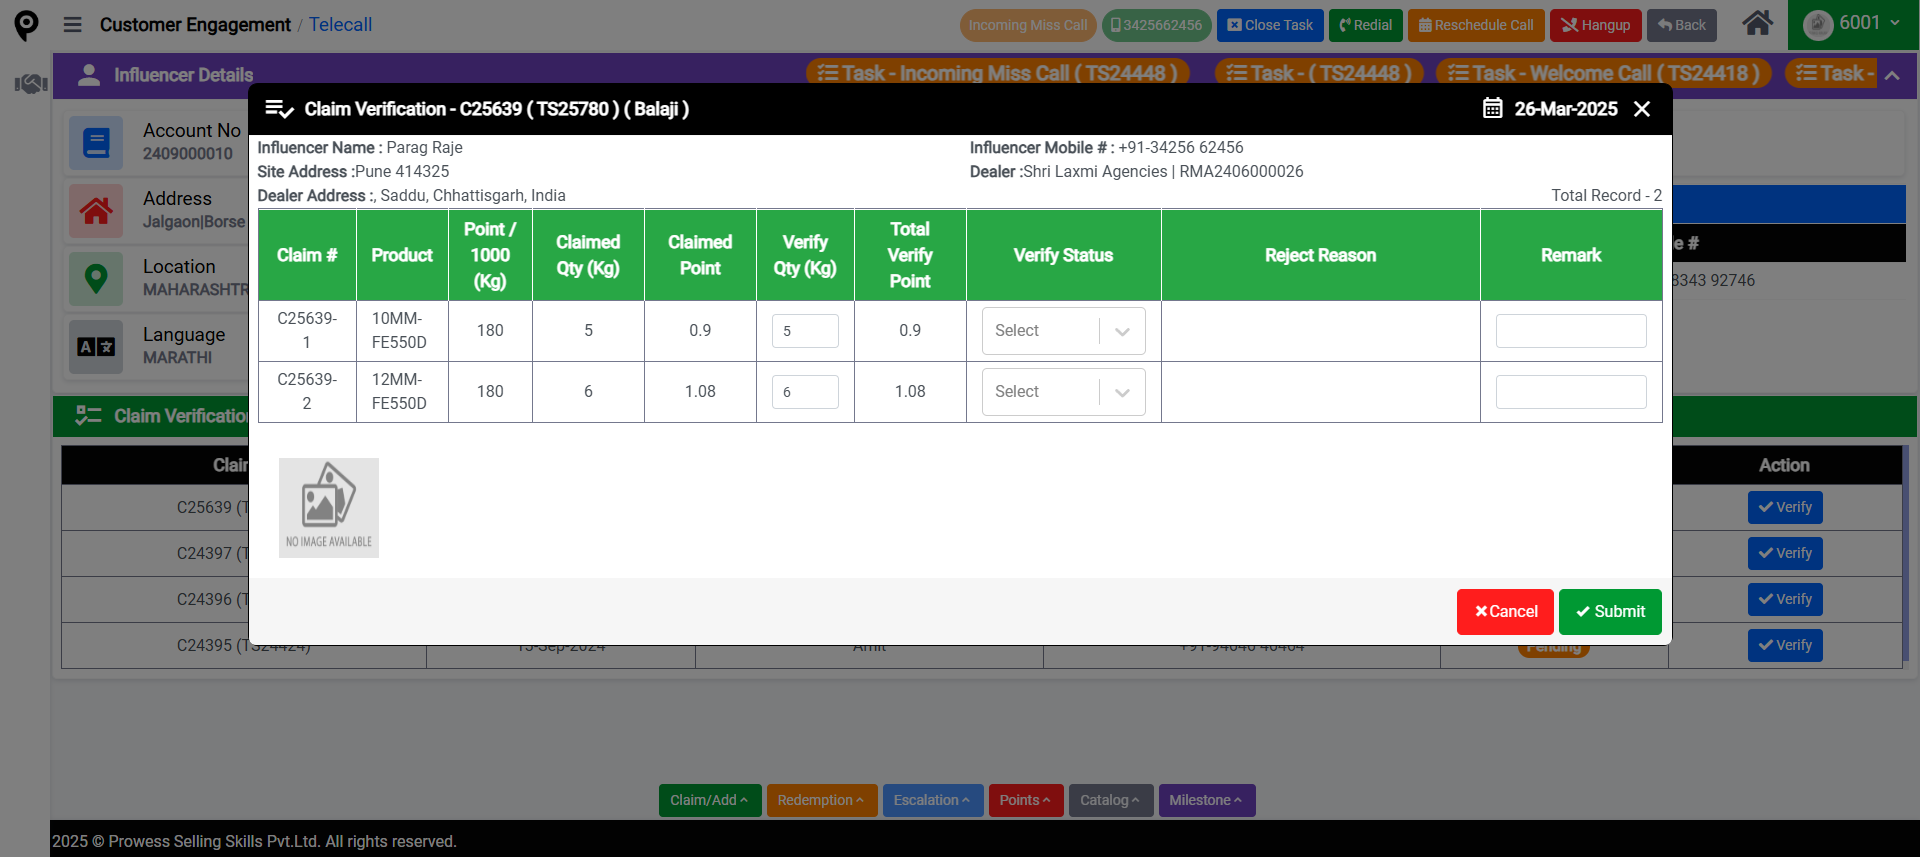 Customer Engagement / Telecall
Incoming Miss Call
3425662456
Close Task
Redial
Reschedule Call
Hangup
Back
6001
Influencer Details
Task - Incoming Miss Call ( TS24448 )
Task - ( TS24448 )
Task - Welcome Call ( TS24418 )
Task -
Account No
2409000010
Address
Jalgaon|Borse
Location
MAHARASHTR
Language
MARATHI
Claim Verification - C25639 ( TS25780 ) ( Balaji )
26-Mar-2025
Influencer Name : Parag Raje
Influencer Mobile # : +91-34256 62456
Site Address :Pune 414325
Dealer :Shri Laxmi Agencies | RMA2406000026
Dealer Address :, Saddu, Chhattisgarh, India
Total Record - 2
Claim #
Product
Point / 1000 (Kg)
Claimed Qty (Kg)
Claimed Point
Verify Qty (Kg)
Total Verify Point
Verify Status
Reject Reason
Remark
C25639-1
10MM-FE550D
180
5
0.9
5
0.9
Select
C25639-2
12MM-FE550D
180
6
1.08
6
1.08
Select
NO IMAGE AVAILABLE
Cancel
Submit
e #
8343 92746
Claim Verificatio
Clai
Action
C25639 (T
Verify
C24397 (T
Verify
C24396 (T
Verify
C24395 (TS24424)
15-Sep-2024
Amit
Pending
Verify
Claim/Add
Redemption
Escalation
Points
Catalog
Milestone
2025 © Prowess Selling Skills Pvt.Ltd. All rights reserved.